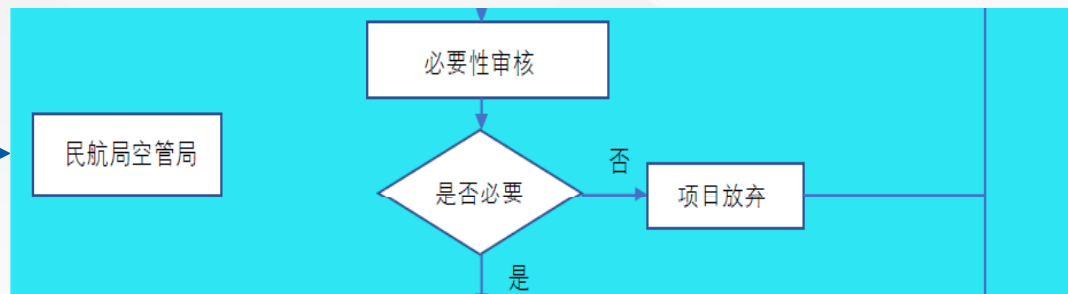 必要性审核
民航局空管局
是否必要
否
项目放弃
是